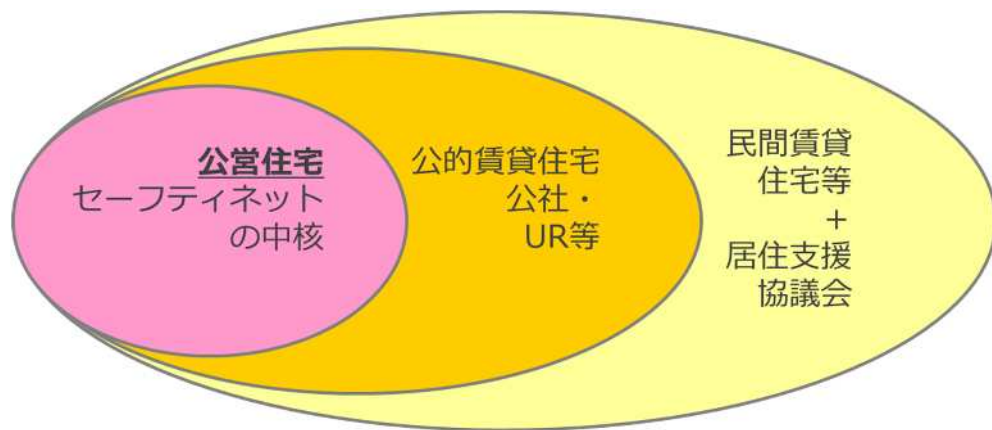 公営住宅
セーフティネット
の中核
公的賃貸住宅
公社・
UR等
民間賃貸
住宅等
+
居住支援
協議会